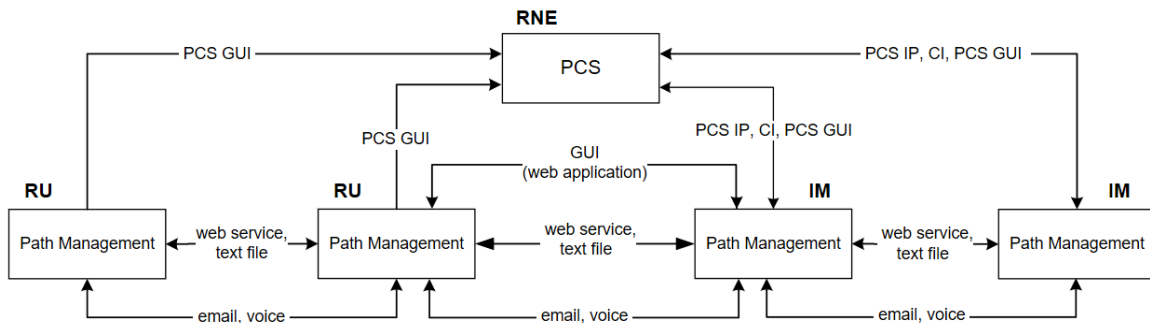 RNE
PCS GUI
PCS
PCS IP, CI, PCS GUI
PCS GUI
PCS IP, CI, PCS GUI
GUI
(web application)
RU
RU
IM
IM
Path Management
web service,
text file
Path Management
web service,
text file
Path Management
web service,
text file
Path Management
email, voice
email, voice
email, voice